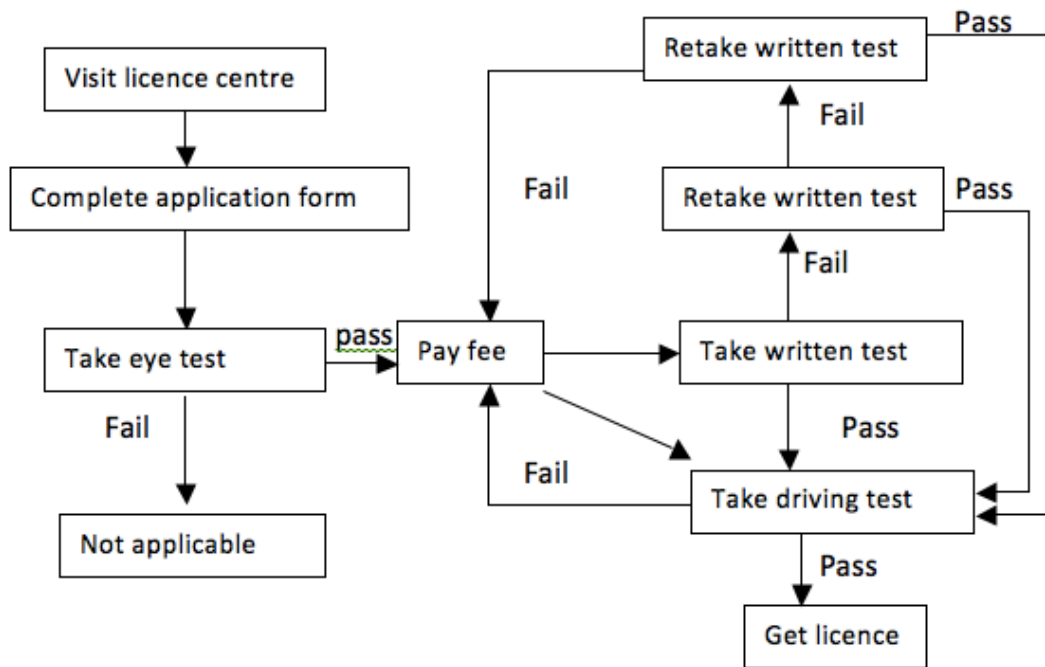 Visit licence centre
Complete application form
Take eye test
Fail
Not applicable
pass
Pay fee
Take written test
Fail
Retake written test
Pass
Fail
Retake written test
Pass
Fail
Pass
Fail
Take driving test
Pass
Get licence